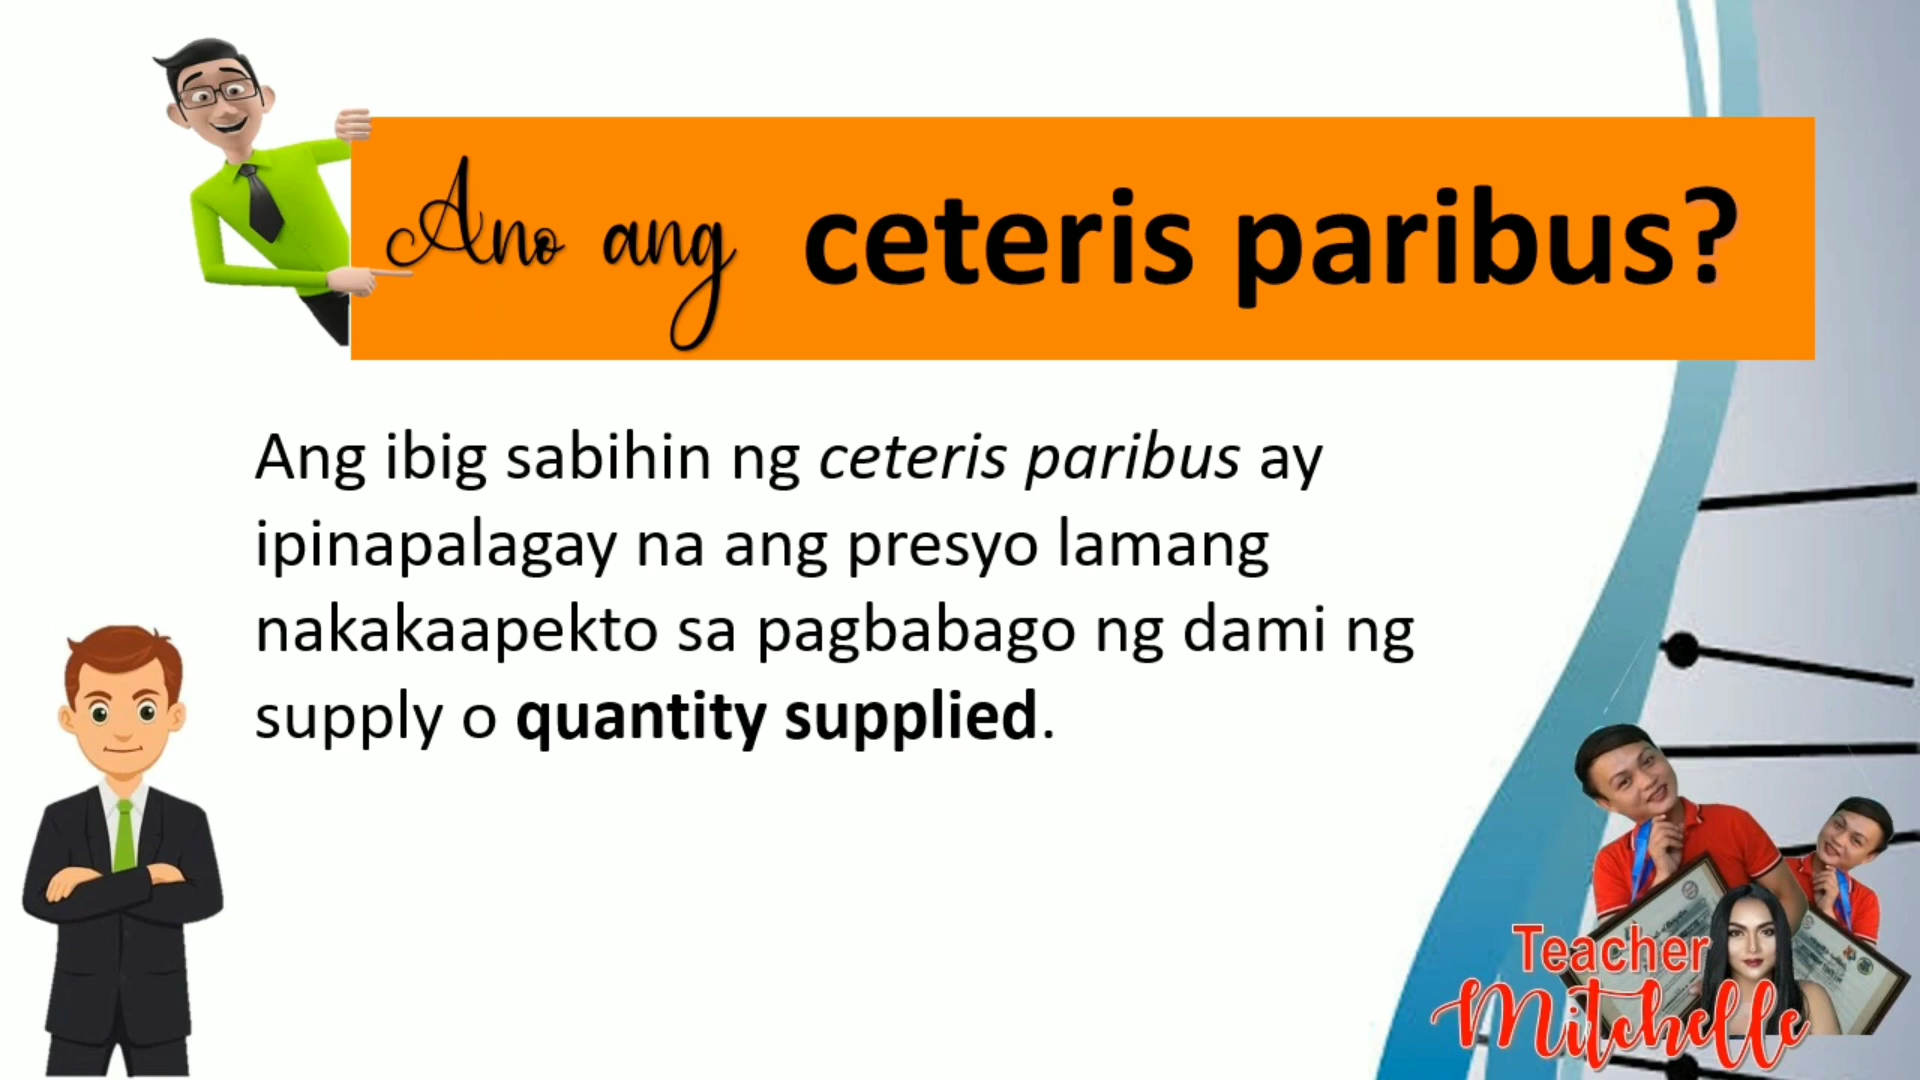 Ano ang ceteris paribus?
Ang ibig sabihin ng ceteris paribus ay
ipinapalagay na ang presyo lamang
nakakaapekto sa pagbabago ng dami ng
supply o quantity supplied.
Teacher
Mitchelle